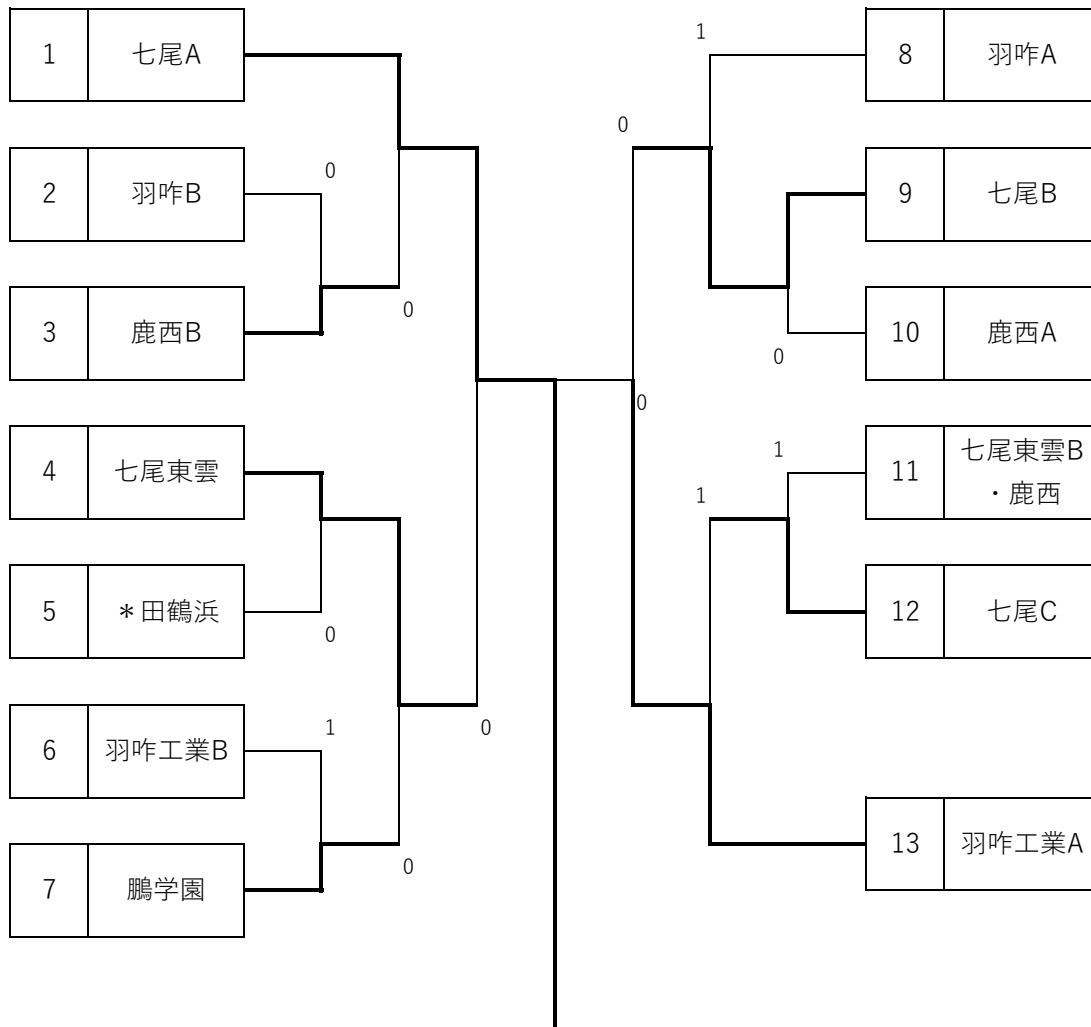 1 七尾A
0
2 羽咋B
3 鹿西B
0
4 七尾東雲
5 ＊田鶴浜
0
6 羽咋工業B
1
0
7 鵬学園
0
1
8 羽咋A
0
9 七尾B
10 鹿西A
0
0
11 七尾東雲B
・鹿西
1
1
12 七尾C
13 羽咋工業A